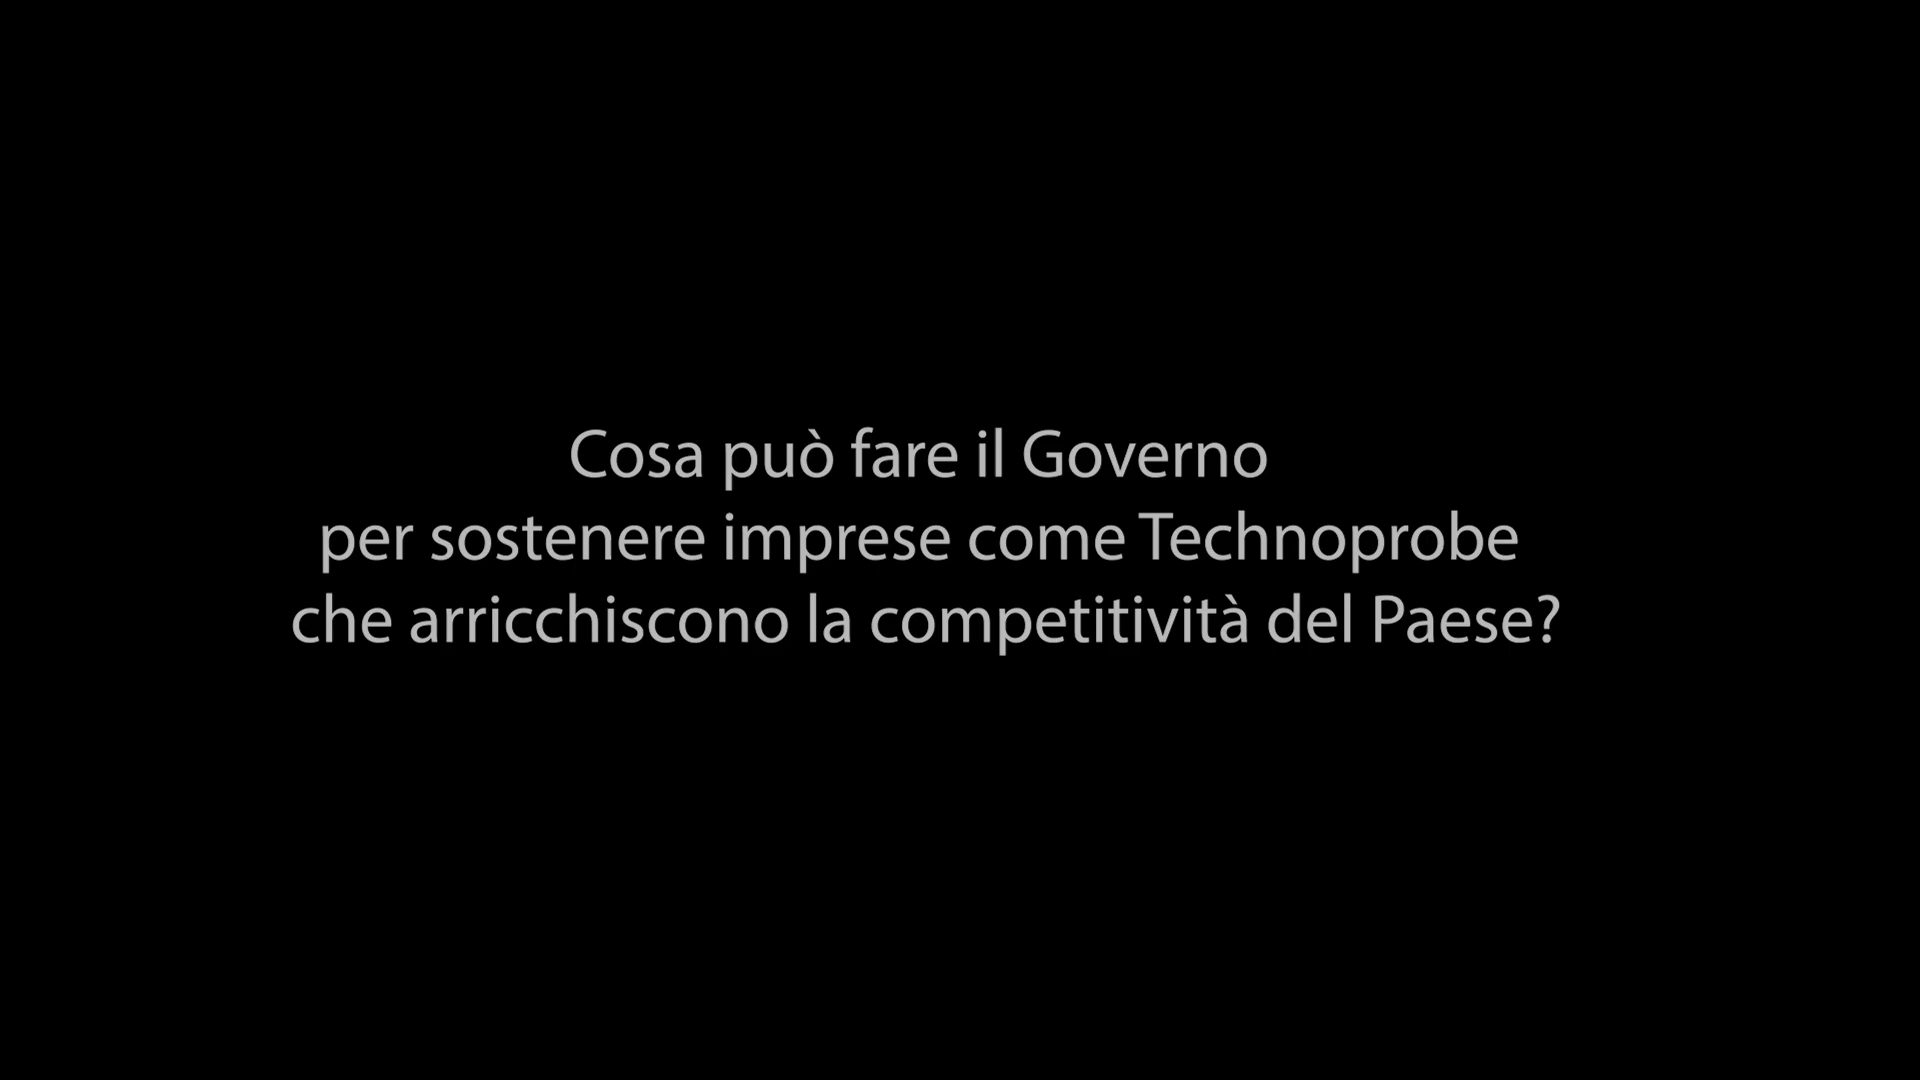 Cosa può fare il Governo
per sostenere imprese come Technoprobe
che arricchiscono la competitività del Paese?